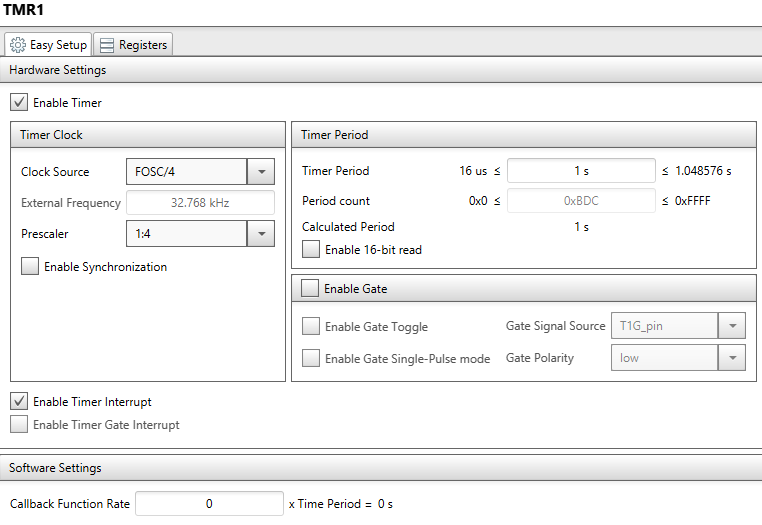 TMR1
Easy Setup Registers
Hardware Settings
Enable Timer
Timer Clock
Clock Source FOSC/4
External Frequency 32.768 kHz
Prescaler 1:4
Enable Synchronization
Timer Period
Timer Period 16 us ≤ 1 s ≤ 1.048576 s
Period count 0x0 ≤ 0xBDC ≤ 0xFFFF
Calculated Period 1 s
Enable 16-bit read
Enable Gate
Enable Gate Toggle Gate Signal Source T1G_pin
Enable Gate Single-Pulse mode Gate Polarity low
Enable Timer Interrupt
Enable Timer Gate Interrupt
Software Settings
Callback Function Rate 0 x Time Period = 0 s